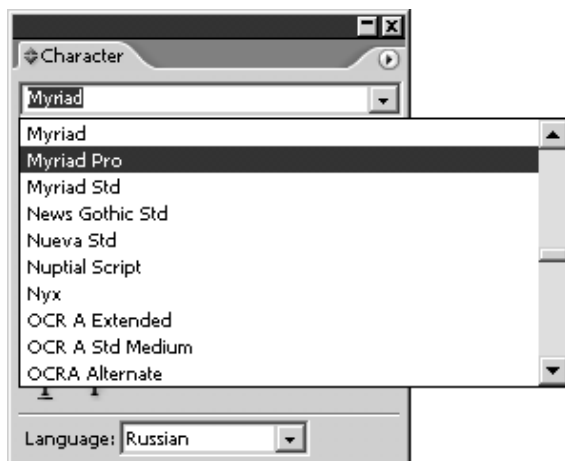 Character
Myriad
Myriad
Myriad Pro
Myriad Std
News Gothic Std
Nueva Std
Nuptial Script
Nyx
OCR A Extended
OCR A Std Medium
OCRA Alternate
Language: Russian